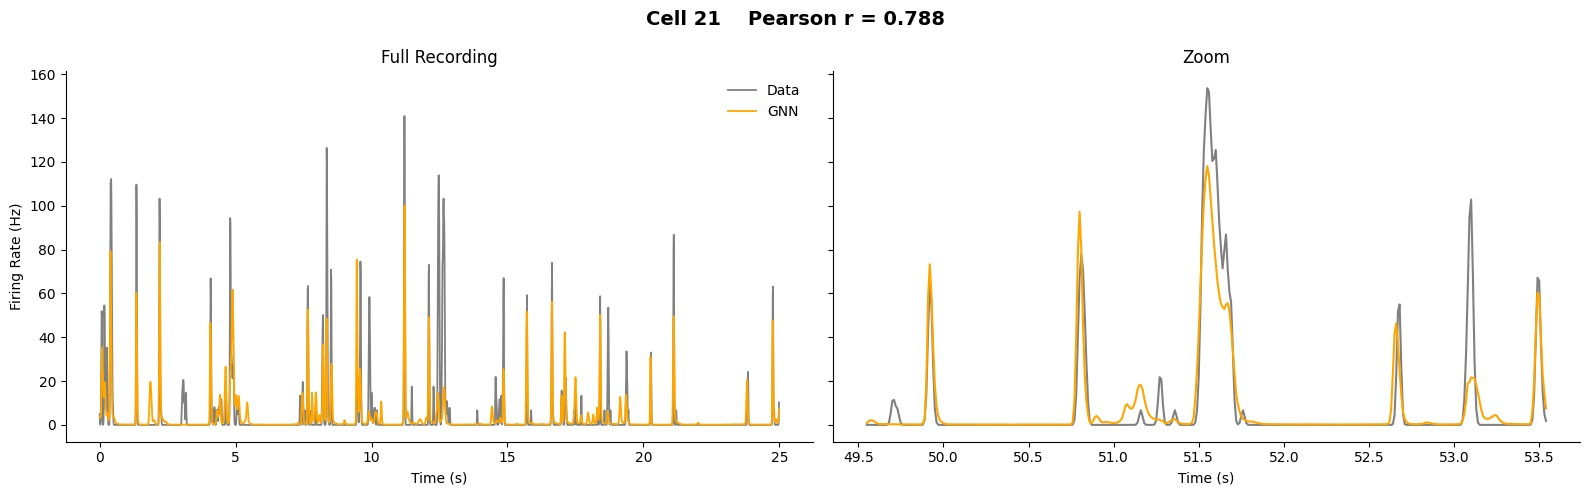 Cell 21    Pearson r = 0.788
Full Recording
Zoom
Firing Rate (Hz)
160
140
120
100
80
60
40
20
0
Data
GNN
0 5 10 15 20 25
Time (s)
49.5 50.0 50.5 51.0 51.5 52.0 52.5 53.0 53.5
Time (s)